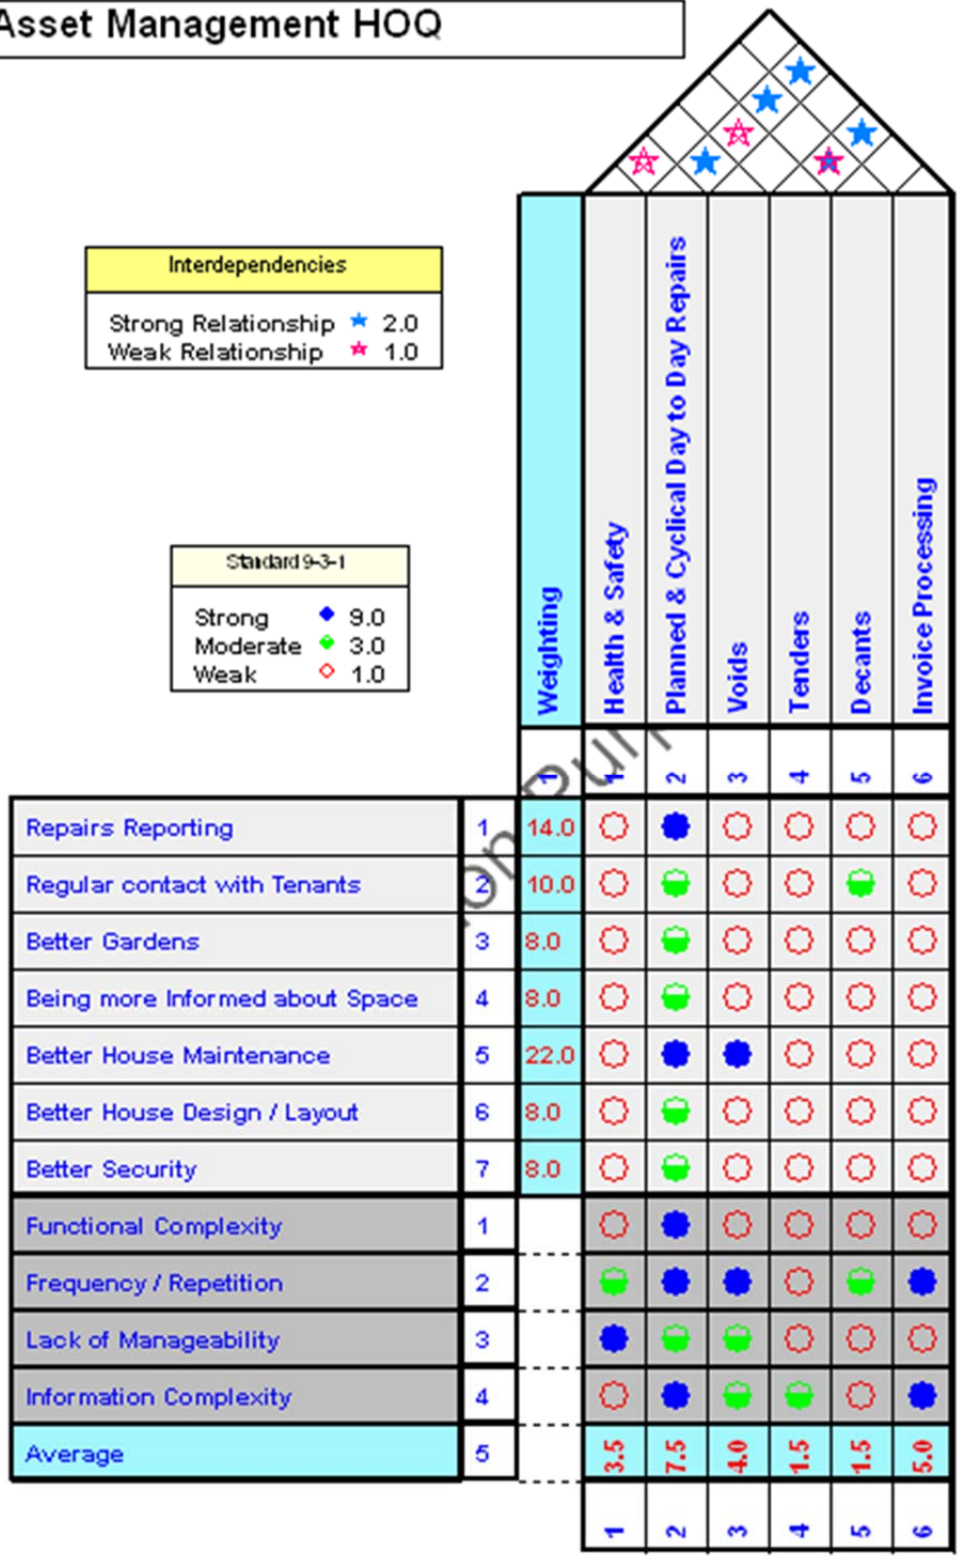 Asset Management HOQ
Interdependencies
Strong Relationship 2.0
Weak Relationship 1.0
Standard 9-3-1
Strong 9.0
Moderate 3.0
Weak 1.0
Weighting
Health & Safety
Planned & Cyclical Day to Day Repairs
Voids
Tenders
Decants
Invoice Processing
1 1 2 3 4 5 6
Repairs Reporting 1 14.0
Regular contact with Tenants 2 10.0
Better Gardens 3 8.0
Being more Informed about Space 4 8.0
Better House Maintenance 5 22.0
Better House Design / Layout 6 8.0
Better Security 7 8.0
Functional Complexity 1
Frequency / Repetition 2
Lack of Manageability 3
Information Complexity 4
Average 5 3.5 7.5 4.0 1.5 1.5 5.0
1 2 3 4 5 6